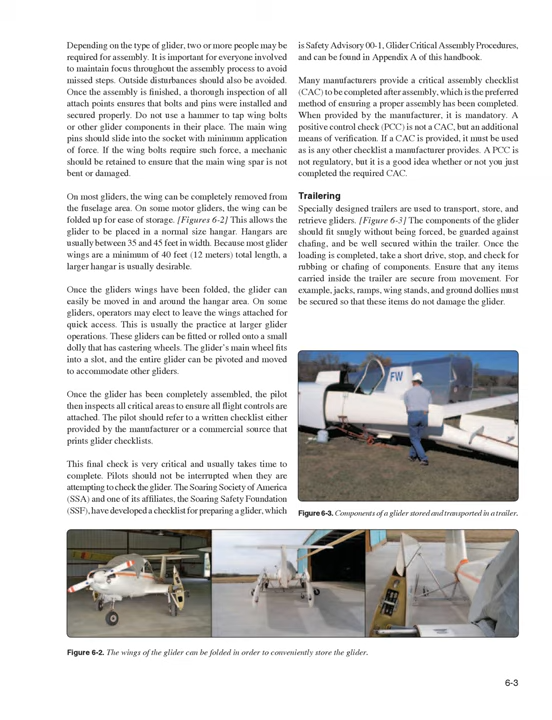 Depending on the type of glider, two or more people may be
required for assembly. It is important for everyone involved
to maintain focus throughout the assembly process to avoid
missed steps. Outside disturbances should also be avoided.
Once the assembly is finished, a thorough inspection of all
attach points ensures that bolts and pins were installed and
secured properly. Do not use a hammer to tap wing bolts
or other glider components in their place. The main wing
pins should slide into the socket with minimum application
of force. If the wing bolts require such force, a mechanic
should be retained to ensure that the main wing spar is not
bent or damaged.
On most gliders, the wing can be completely removed from
the fuselage area. On some motor gliders, the wing can be
folded up for ease of storage. [Figures 6-2] This allows the
glider to be placed in a normal size hangar. Hangars are
usually between 35 and 45 feet in width. Because most glider
wings are a minimum of 40 feet (12 meters) total length, a
larger hangar is usually desirable.
Once the gliders wings have been folded, the glider can
easily be moved in and around the hangar area. On some
gliders, operators may elect to leave the wings attached for
quick access. This is usually the practice at larger glider
operations. These gliders can be fitted or rolled onto a small
dolly that has castering wheels. The glider's main wheel fits
into a slot, and the entire glider can be pivoted and moved
to accommodate other gliders.
Once the glider has been completely assembled, the pilot
then inspects all critical areas to ensure all flight controls are
attached. The pilot should refer to a written checklist either
provided by the manufacturer or a commercial source that
prints glider checklists.
This final check is very critical and usually takes time to
complete. Pilots should not be interrupted when they are
attempting to check the glider. The Soaring Society of America
(SSA) and one of its affiliates, the Soaring Safety Foundation
(SSF), have developed a checklist for preparing a glider, which
is Safety Advisory 00-1, Glider Critical Assembly Procedures,
and can be found in Appendix A of this handbook.
Many manufacturers provide a critical assembly checklist
(CAC) to be completed after assembly, which is the preferred
method of ensuring a proper assembly has been completed.
When provided by the manufacturer, it is mandatory. A
positive control check (PCC) is not a CAC, but an additional
means of verification. If a CAC is provided, it must be used
as is any other checklist a manufacturer provides. A PCC is
not regulatory, but it is a good idea whether or not you just
completed the required CAC.
Trailering
Specially designed trailers are used to transport, store, and
retrieve gliders. [Figure 6-3] The components of the glider
should fit snugly without being forced, be guarded against
chafing, and be well secured within the trailer. Once the
loading is completed, take a short drive, stop, and check for
rubbing or chafing of components. Ensure that any items
carried inside the trailer are secure from movement. For
example, jacks, ramps, wing stands, and ground dollies must
be secured so that these items do not damage the glider.
FW
Figure 6-3. Components of a glider stored and transported in a trailer.
Figure 6-2. The wings of the glider can be folded in order to conveniently store the glider.
6-3